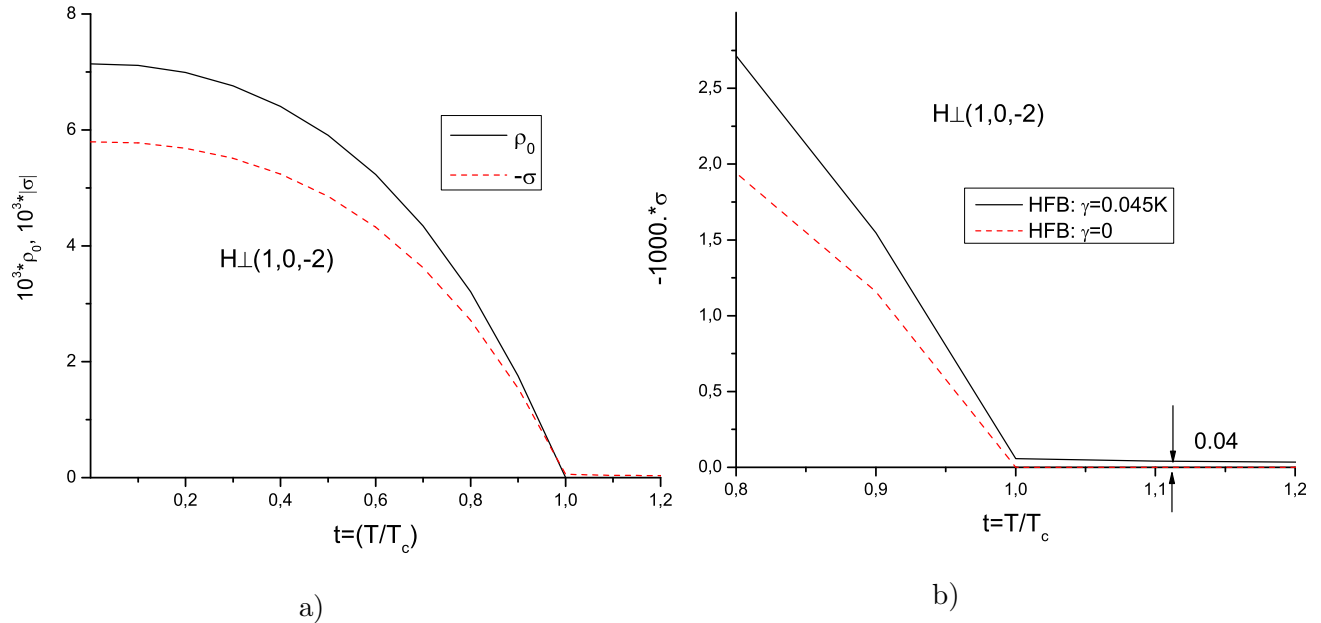 8
6
4
2
0
0,2
0,4
0,6
0,8
1,0
1,2
10³*ρ₀, 10³*|σ|
t=(T/T_c)
ρ₀
-σ
H⊥(1,0,-2)
a)
2,5
2,0
1,5
1,0
0,5
0,0
0,8
0,9
1,0
1,1
1,2
-1000.*σ
t=T/T_c
H⊥(1,0,-2)
HFB: γ=0.045K
HFB: γ=0
0.04
b)